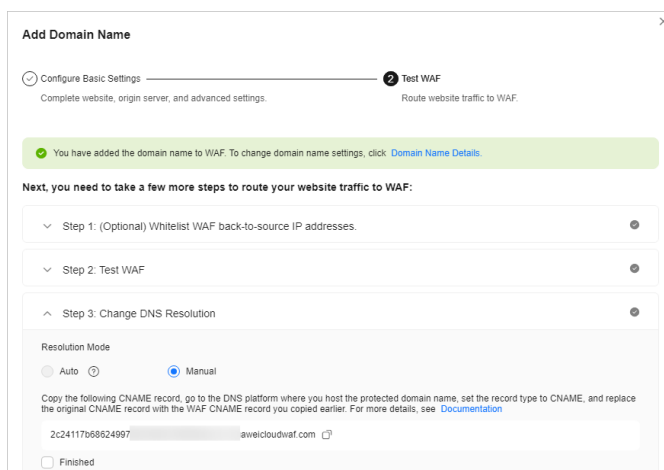 Add Domain Name
Configure Basic Settings
2 Test WAF
Complete website, origin server, and advanced settings.
Route website traffic to WAF.
You have added the domain name to WAF. To change domain name settings, click Domain Name Details.
Next, you need to take a few more steps to route your website traffic to WAF:
Step 1: (Optional) Whitelist WAF back-to-source IP addresses.
Step 2: Test WAF
Step 3: Change DNS Resolution
Resolution Mode
Auto
Manual
Copy the following CNAME record, go to the DNS platform where you host the protected domain name, set the record type to CNAME, and replace
the original CNAME record with the WAF CNAME record you copied earlier. For more details, see Documentation
2c24117b68624997 aweicloudwaf.com
Finished